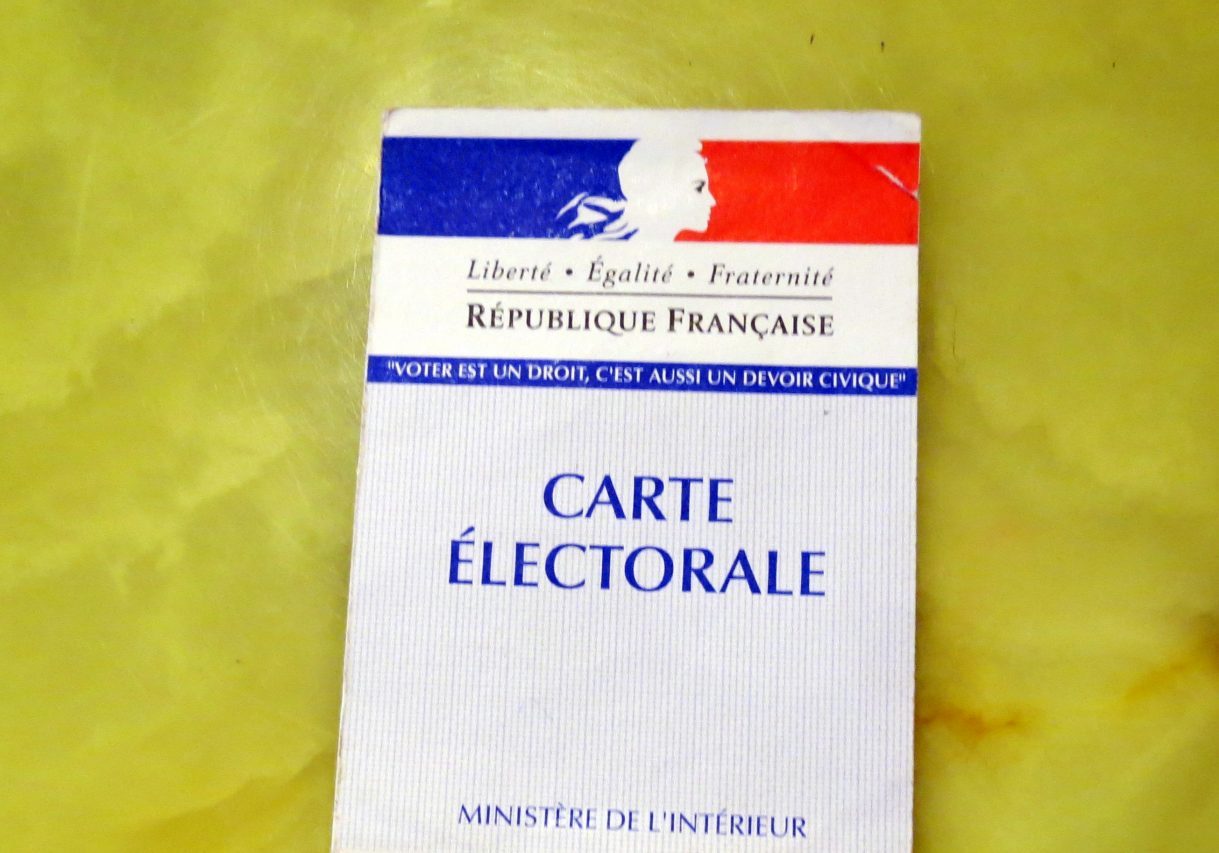 Liberté • Égalité • Fraternité
RÉPUBLIQUE FRANÇAISE
"VOTER EST UN DROIT, C'EST AUSSI UN DEVOIR CIVIQUE"
CARTE
ÉLECTORALE
MINISTÈRE DE L'INTÉRIEUR